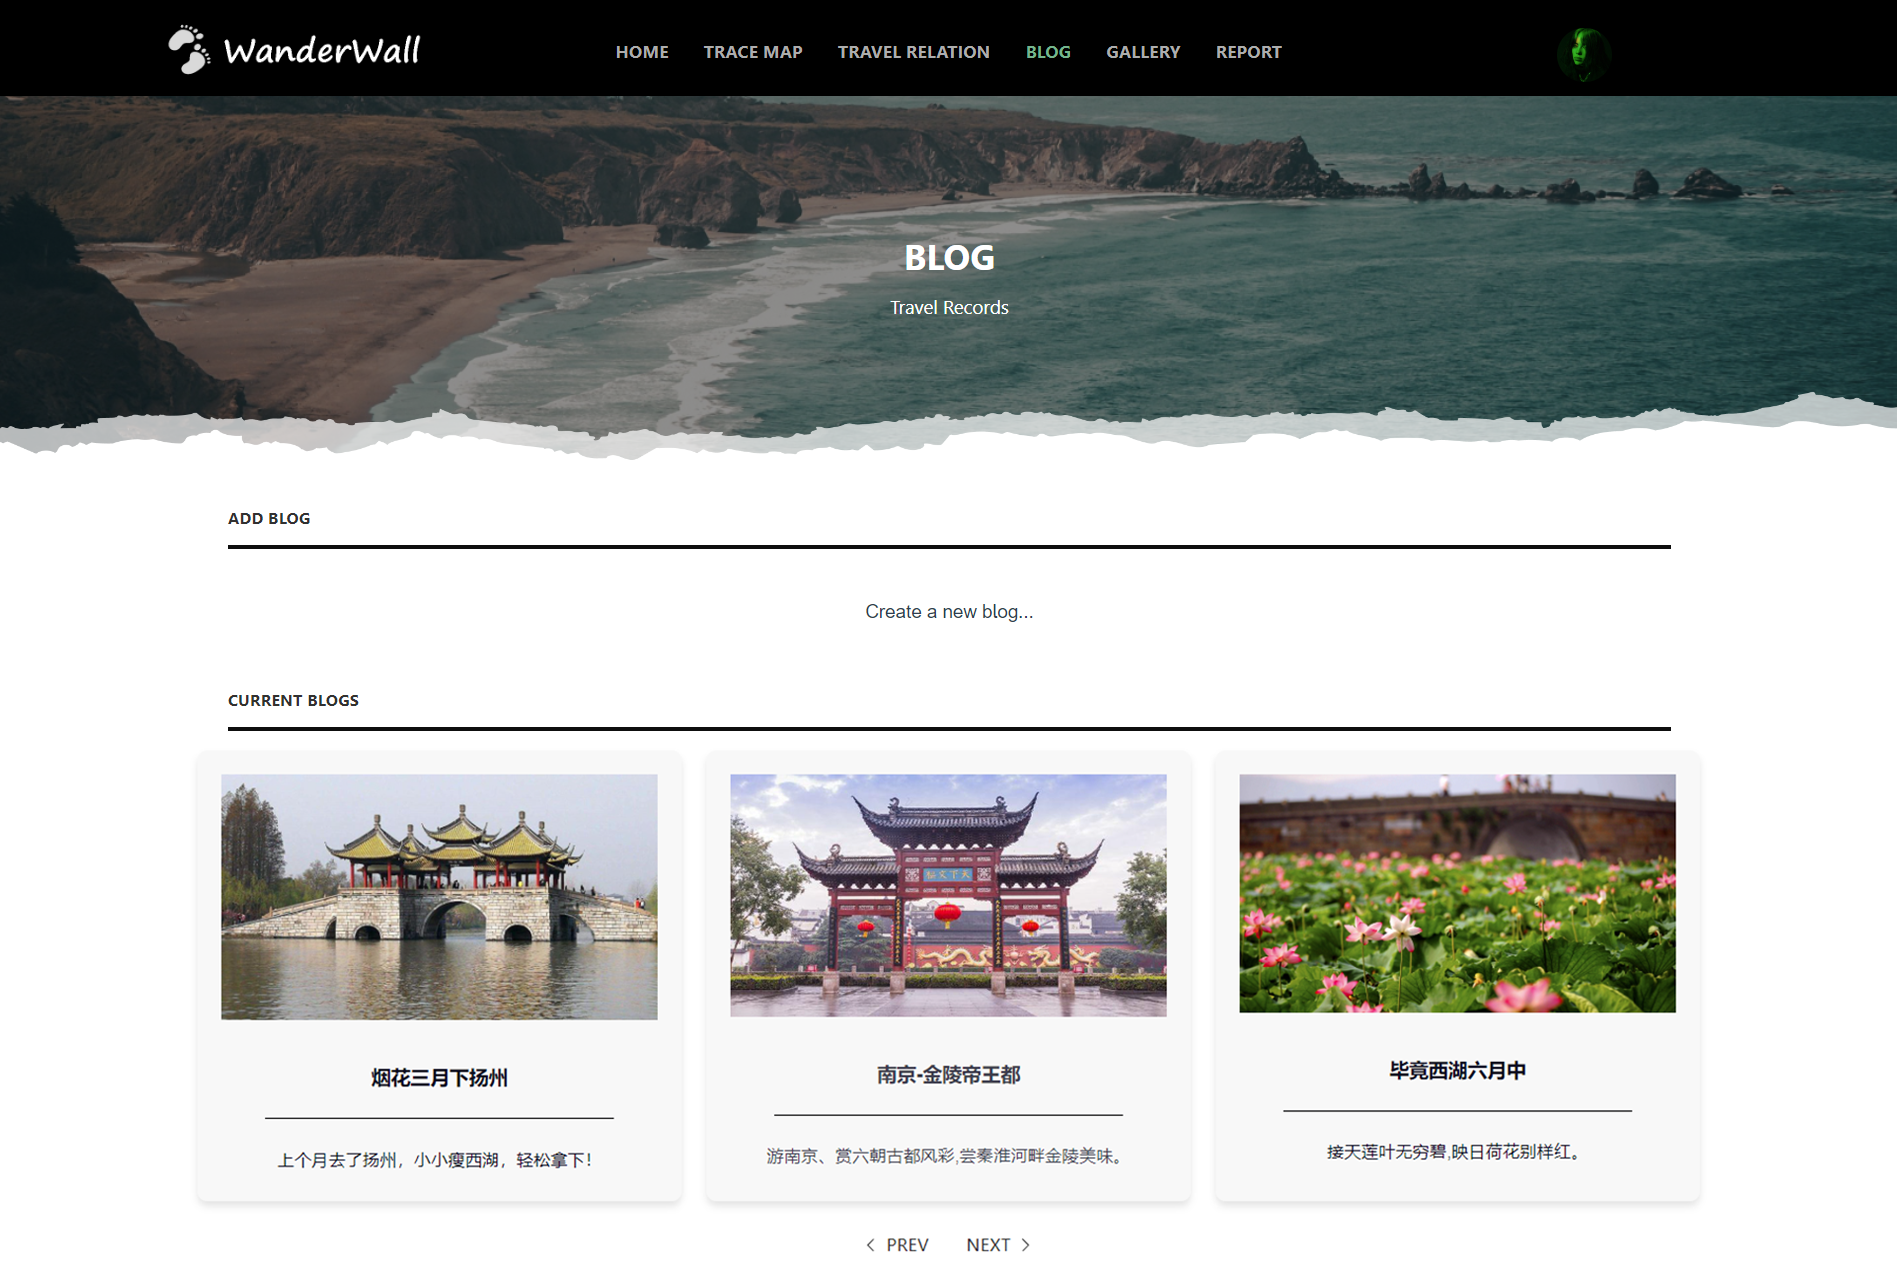 WanderWall
HOME TRACE MAP TRAVEL RELATION BLOG GALLERY REPORT
BLOG
Travel Records
ADD BLOG
Create a new blog...
CURRENT BLOGS
烟花三月下扬州
上个月去了扬州，小小瘦西湖，轻松拿下！
南京-金陵帝王都
游南京、赏六朝古都风彩,尝秦淮河畔金陵美味。
毕竟西湖六月中
接天莲叶无穷碧,映日荷花别样红。
PREV NEXT